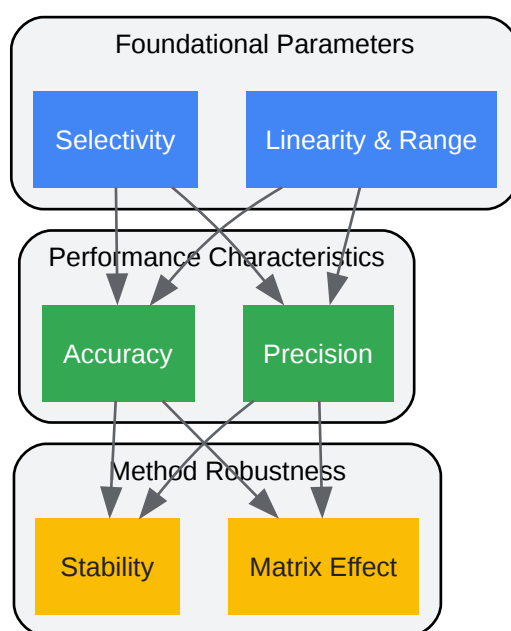 Foundational Parameters
Selectivity
Linearity & Range
Performance Characteristics
Accuracy
Precision
Method Robustness
Stability
Matrix Effect